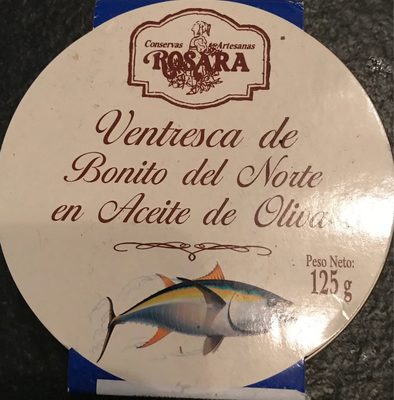 Conservas Artesanas
ROSARA
Ventresca de
Bonito del Norte
en Aceite de Oliva
Peso Neto:
125 g